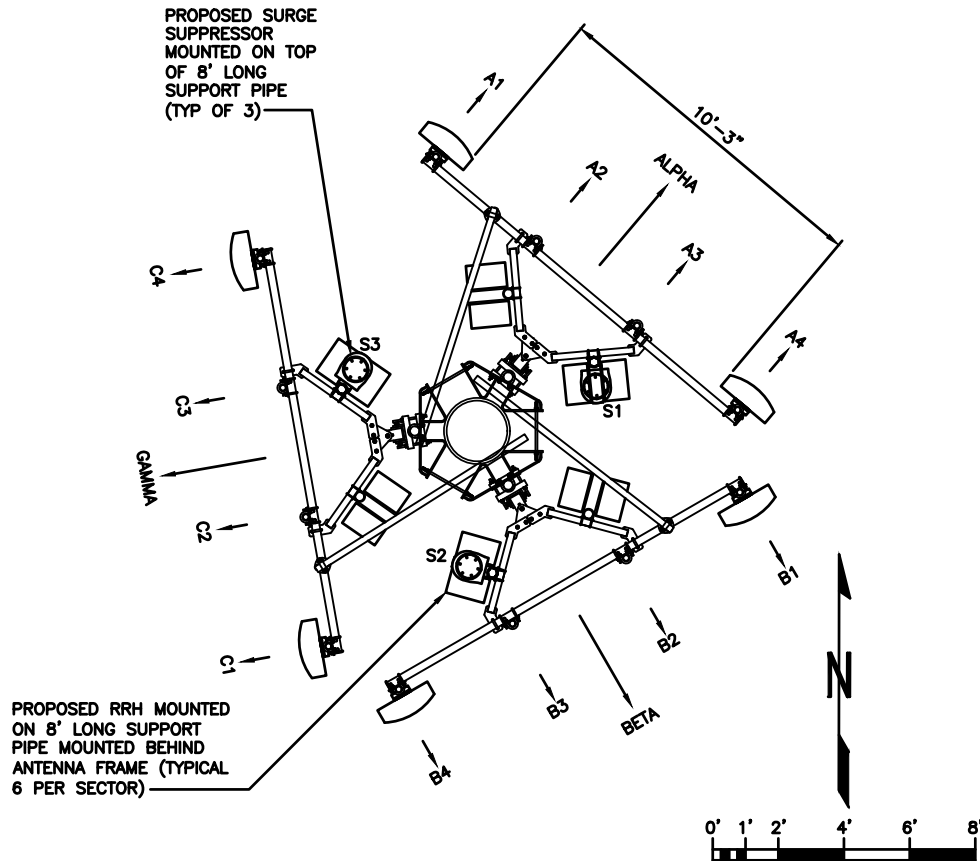 PROPOSED SURGE
SUPPRESSOR
MOUNTED ON TOP
OF 8' LONG
SUPPORT PIPE
(TYP OF 3)
A1
10'-3"
A2
ALPHA
A3
A4
C4
S3
S1
C3
GAMMA
C2
S2
B1
B2
C1
B3
BETA
B4
N
PROPOSED RRH MOUNTED
ON 8' LONG SUPPORT
PIPE MOUNTED BEHIND
ANTENNA FRAME (TYPICAL
6 PER SECTOR)
0' 1' 2' 4' 6' 8'